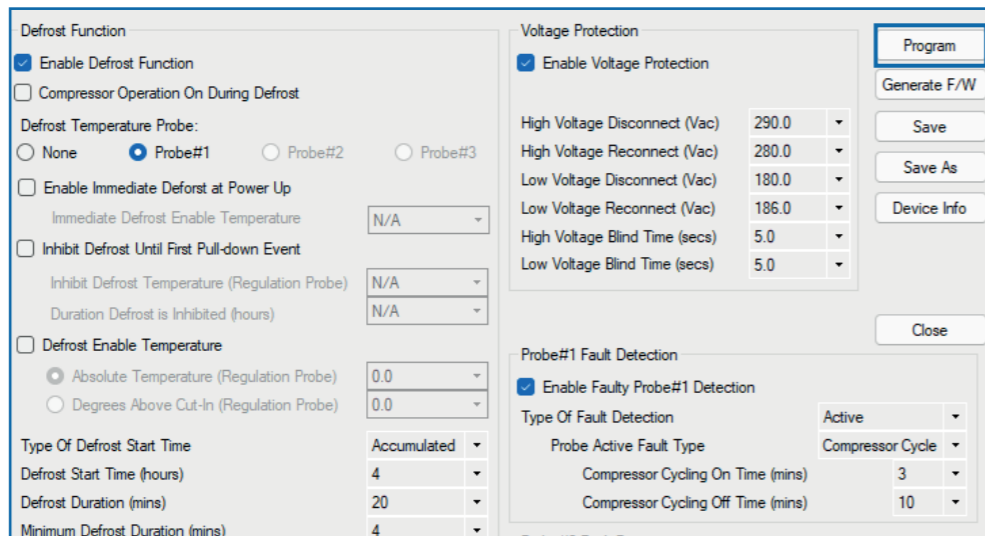 Defrost Function
Enable Defrost Function
Compressor Operation On During Defrost
Defrost Temperature Probe:
None Probe#1 Probe#2 Probe#3
Enable Immediate Deforst at Power Up
Immediate Defrost Enable Temperature N/A
Inhibit Defrost Until First Pull-down Event
Inhibit Defrost Temperature (Regulation Probe) N/A
Duration Defrost is Inhibited (hours) N/A
Defrost Enable Temperature
Absolute Temperature (Regulation Probe) 0.0
Degrees Above Cut-In (Regulation Probe) 0.0
Type Of Defrost Start Time Accumulated
Defrost Start Time (hours) 4
Defrost Duration (mins) 20
Minimum Defrost Duration (mins) 4
Voltage Protection
Enable Voltage Protection
High Voltage Disconnect (Vac) 290.0
High Voltage Reconnect (Vac) 280.0
Low Voltage Disconnect (Vac) 180.0
Low Voltage Reconnect (Vac) 186.0
High Voltage Blind Time (secs) 5.0
Low Voltage Blind Time (secs) 5.0
Probe#1 Fault Detection
Enable Faulty Probe#1 Detection
Type Of Fault Detection Active
Probe Active Fault Type Compressor Cycle
Compressor Cycling On Time (mins) 3
Compressor Cycling Off Time (mins) 10
Program
Generate F/W
Save
Save As
Device Info
Close